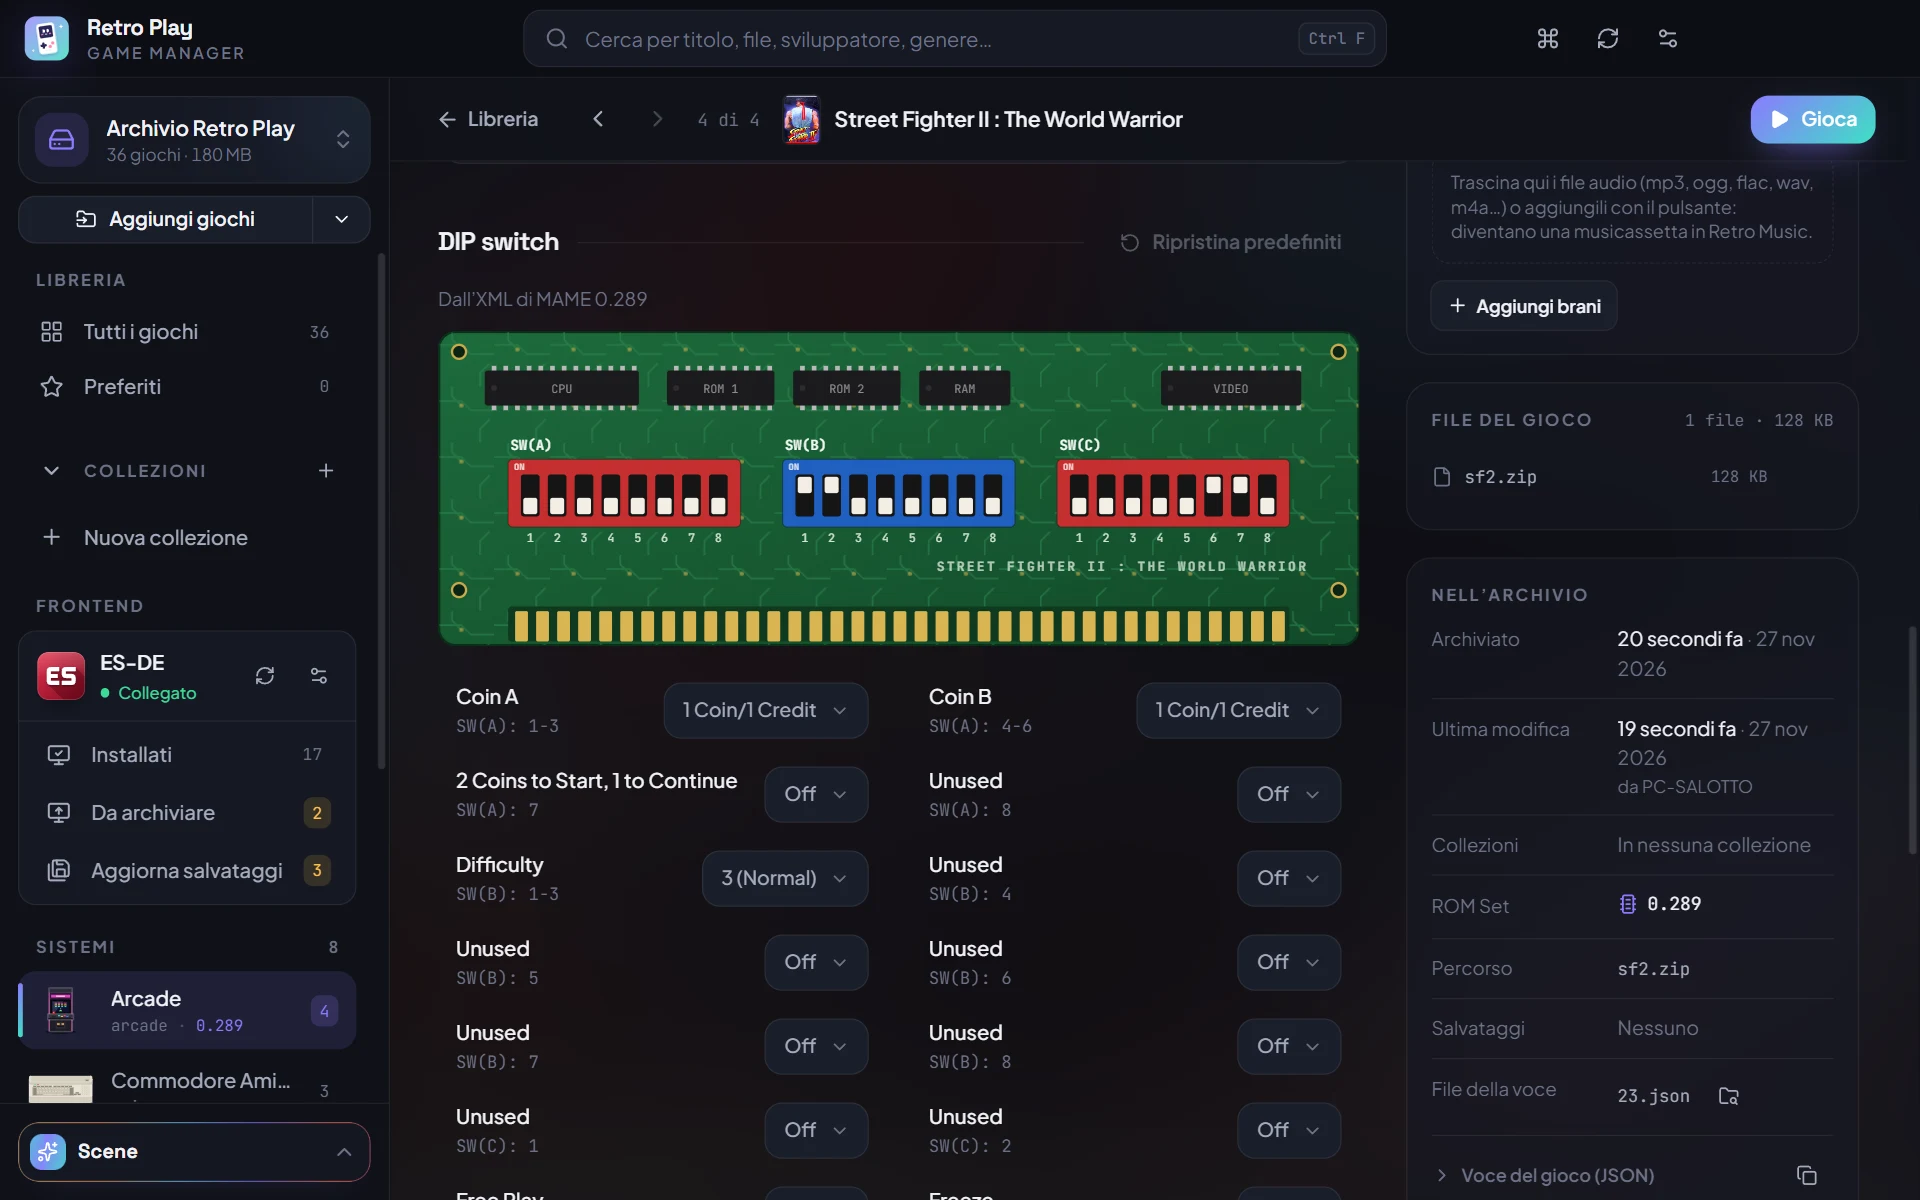 Retro Play
GAME MANAGER
Cerca per titolo, file, sviluppatore, genere...
Ctrl F
Archivio Retro Play
36 giochi · 180 MB
Aggiungi giochi
LIBRERIA
Tutti i giochi 36
Preferiti 0
COLLEZIONI
Nuova collezione
FRONTEND
ES
ES-DE
Collegato
Installati 17
Da archiviare 2
Aggiorna salvataggi 3
SISTEMI 8
Arcade
arcade · 0.289
4
Commodore Ami...
3
Scene
Libreria
4 di 4
Street Fighter II : The World Warrior
Gioca
DIP switch
Ripristina predefiniti
Dall'XML di MAME 0.289
CPU
ROM 1
ROM 2
RAM
VIDEO
SW(A)
SW(B)
SW(C)
ON
ON
ON
1 2 3 4 5 6 7 8
1 2 3 4 5 6 7 8
1 2 3 4 5 6 7 8
STREET FIGHTER II : THE WORLD WARRIOR
Coin A
SW(A): 1-3
1 Coin/1 Credit
Coin B
SW(A): 4-6
1 Coin/1 Credit
2 Coins to Start, 1 to Continue
SW(A): 7
Off
Unused
SW(A): 8
Off
Difficulty
SW(B): 1-3
3 (Normal)
Unused
SW(B): 4
Off
Unused
SW(B): 5
Off
Unused
SW(B): 6
Off
Unused
SW(B): 7
Off
Unused
SW(B): 8
Off
Unused
SW(C): 1
Off
Unused
SW(C): 2
Off
Free Play
Freeze
Trascina qui i file audio (mp3, ogg, flac, wav,
m4a...) o aggiungili con il pulsante:
diventano una musicassetta in Retro Music.
Aggiungi brani
FILE DEL GIOCO
1 file · 128 KB
sf2.zip
128 KB
NELL'ARCHIVIO
Archiviato
20 secondi fa · 27 nov
2026
Ultima modifica
19 secondi fa · 27 nov
2026
da PC-SALOTTO
Collezioni
In nessuna collezione
ROM Set
0.289
Percorso
sf2.zip
Salvataggi
Nessuno
File della voce
23.json
Voce del gioco (JSON)